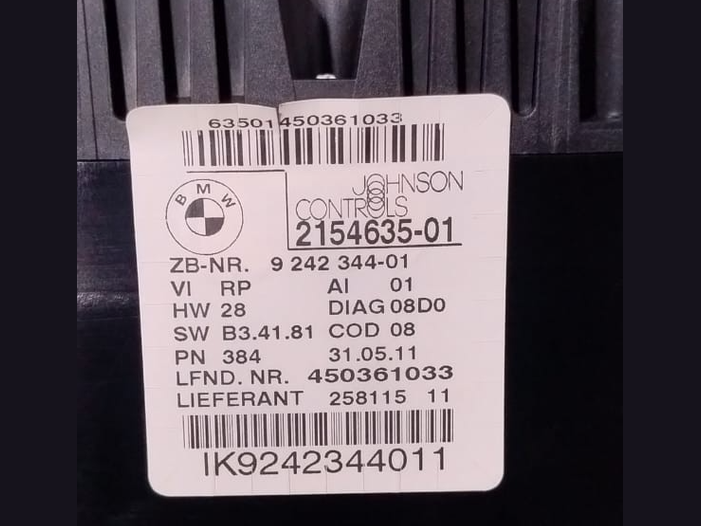 63501450361033
BMW
JOHNSON
CONTROLS
2154635-01
ZB-NR. 9 242 344-01
VI RP AI 01
HW 28 DIAG 08D0
SW B3.41.81 COD 08
PN 384 31.05.11
LFND. NR. 450361033
LIEFERANT 258115 11
IK9242344011